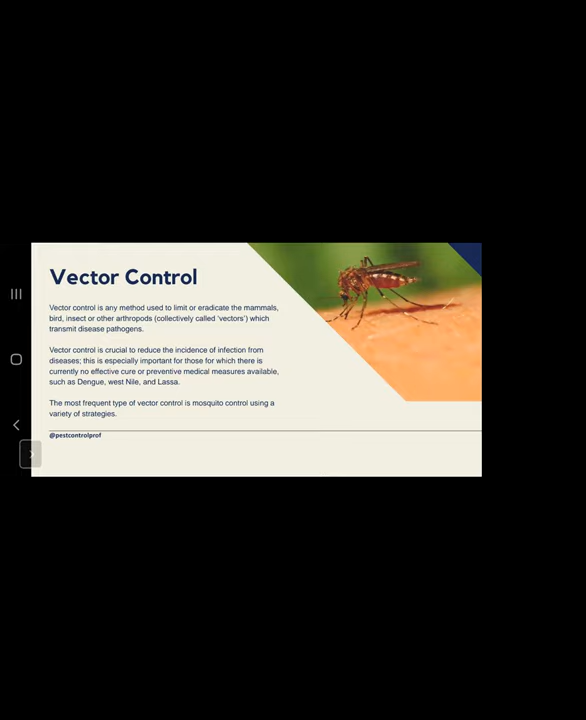 Vector Control
Vector control is any method used to limit or eradicate the mammals,
bird, insect or other arthropods (collectively called 'vectors') which
transmit disease pathogens.
Vector control is crucial to reduce the incidence of infection from
diseases; this is especially important for those for which there is
currently no effective cure or preventive medical measures available,
such as Dengue, west Nile, and Lassa.
The most frequent type of vector control is mosquito control using a
variety of strategies.
@pestcontrolprof